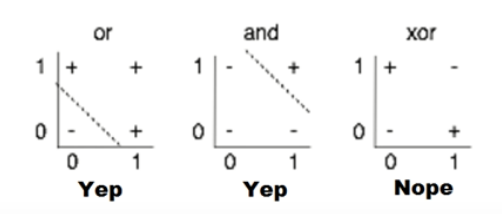 or and xor
1 + + 1 - + 1 + -
0 - + 0 - - 0 - +
0 1 0 1 0 1
Yep Yep Nope